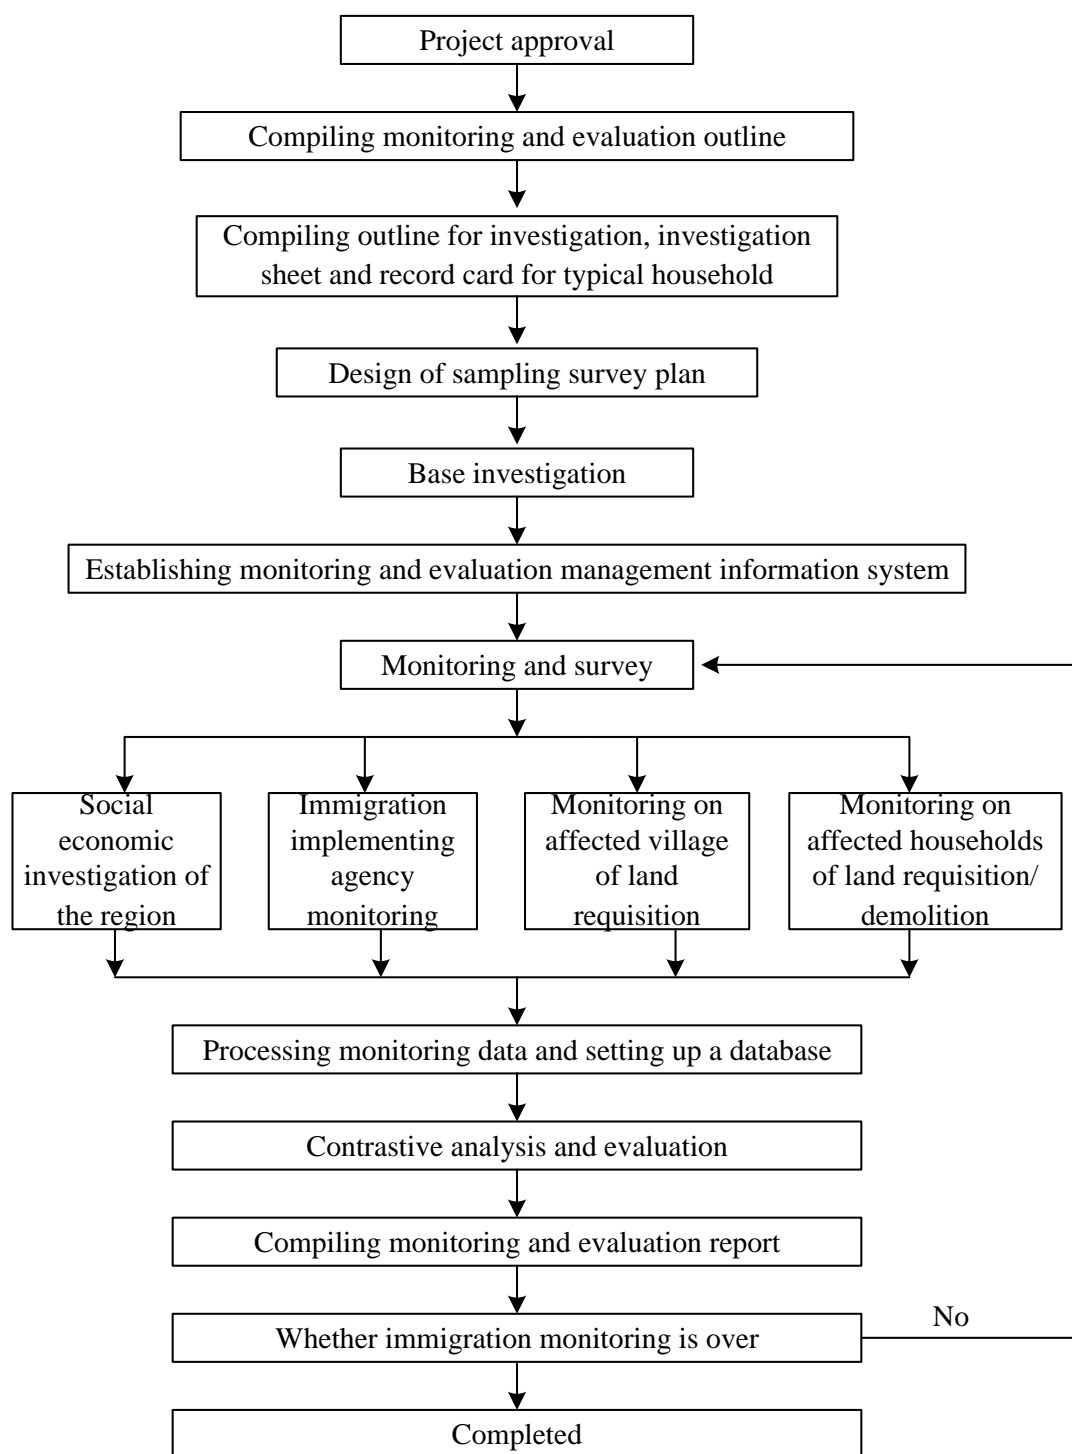 Project approval
Compiling monitoring and evaluation outline
Compiling outline for investigation, investigation
sheet and record card for typical household
Design of sampling survey plan
Base investigation
Establishing monitoring and evaluation management information system
Monitoring and survey
Social
economic
investigation of
the region
Immigration
implementing
agency
monitoring
Monitoring on
affected village
of land
requisition
Monitoring on
affected households
of land requisition/
demolition
Processing monitoring data and setting up a database
Contrastive analysis and evaluation
Compiling monitoring and evaluation report
Whether immigration monitoring is over
No
Completed